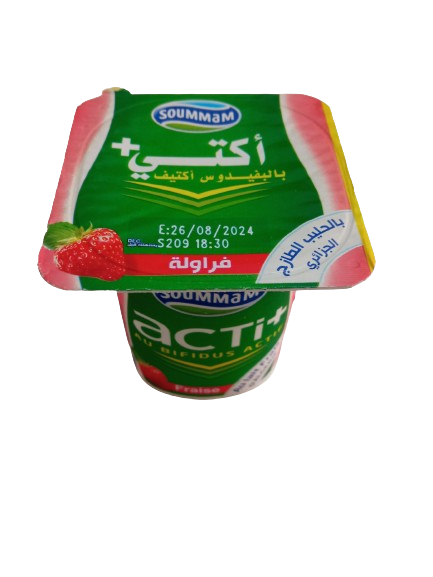 SOUMMAM
أكتـي+
بالبفيدوس أكتيف
E:26/08/2024
S209 18:30
فراولة
بالحليب الطازج
الجزائري
SOUMMAM
acTi+
AU BIFIDUS ACTIF
Fraise